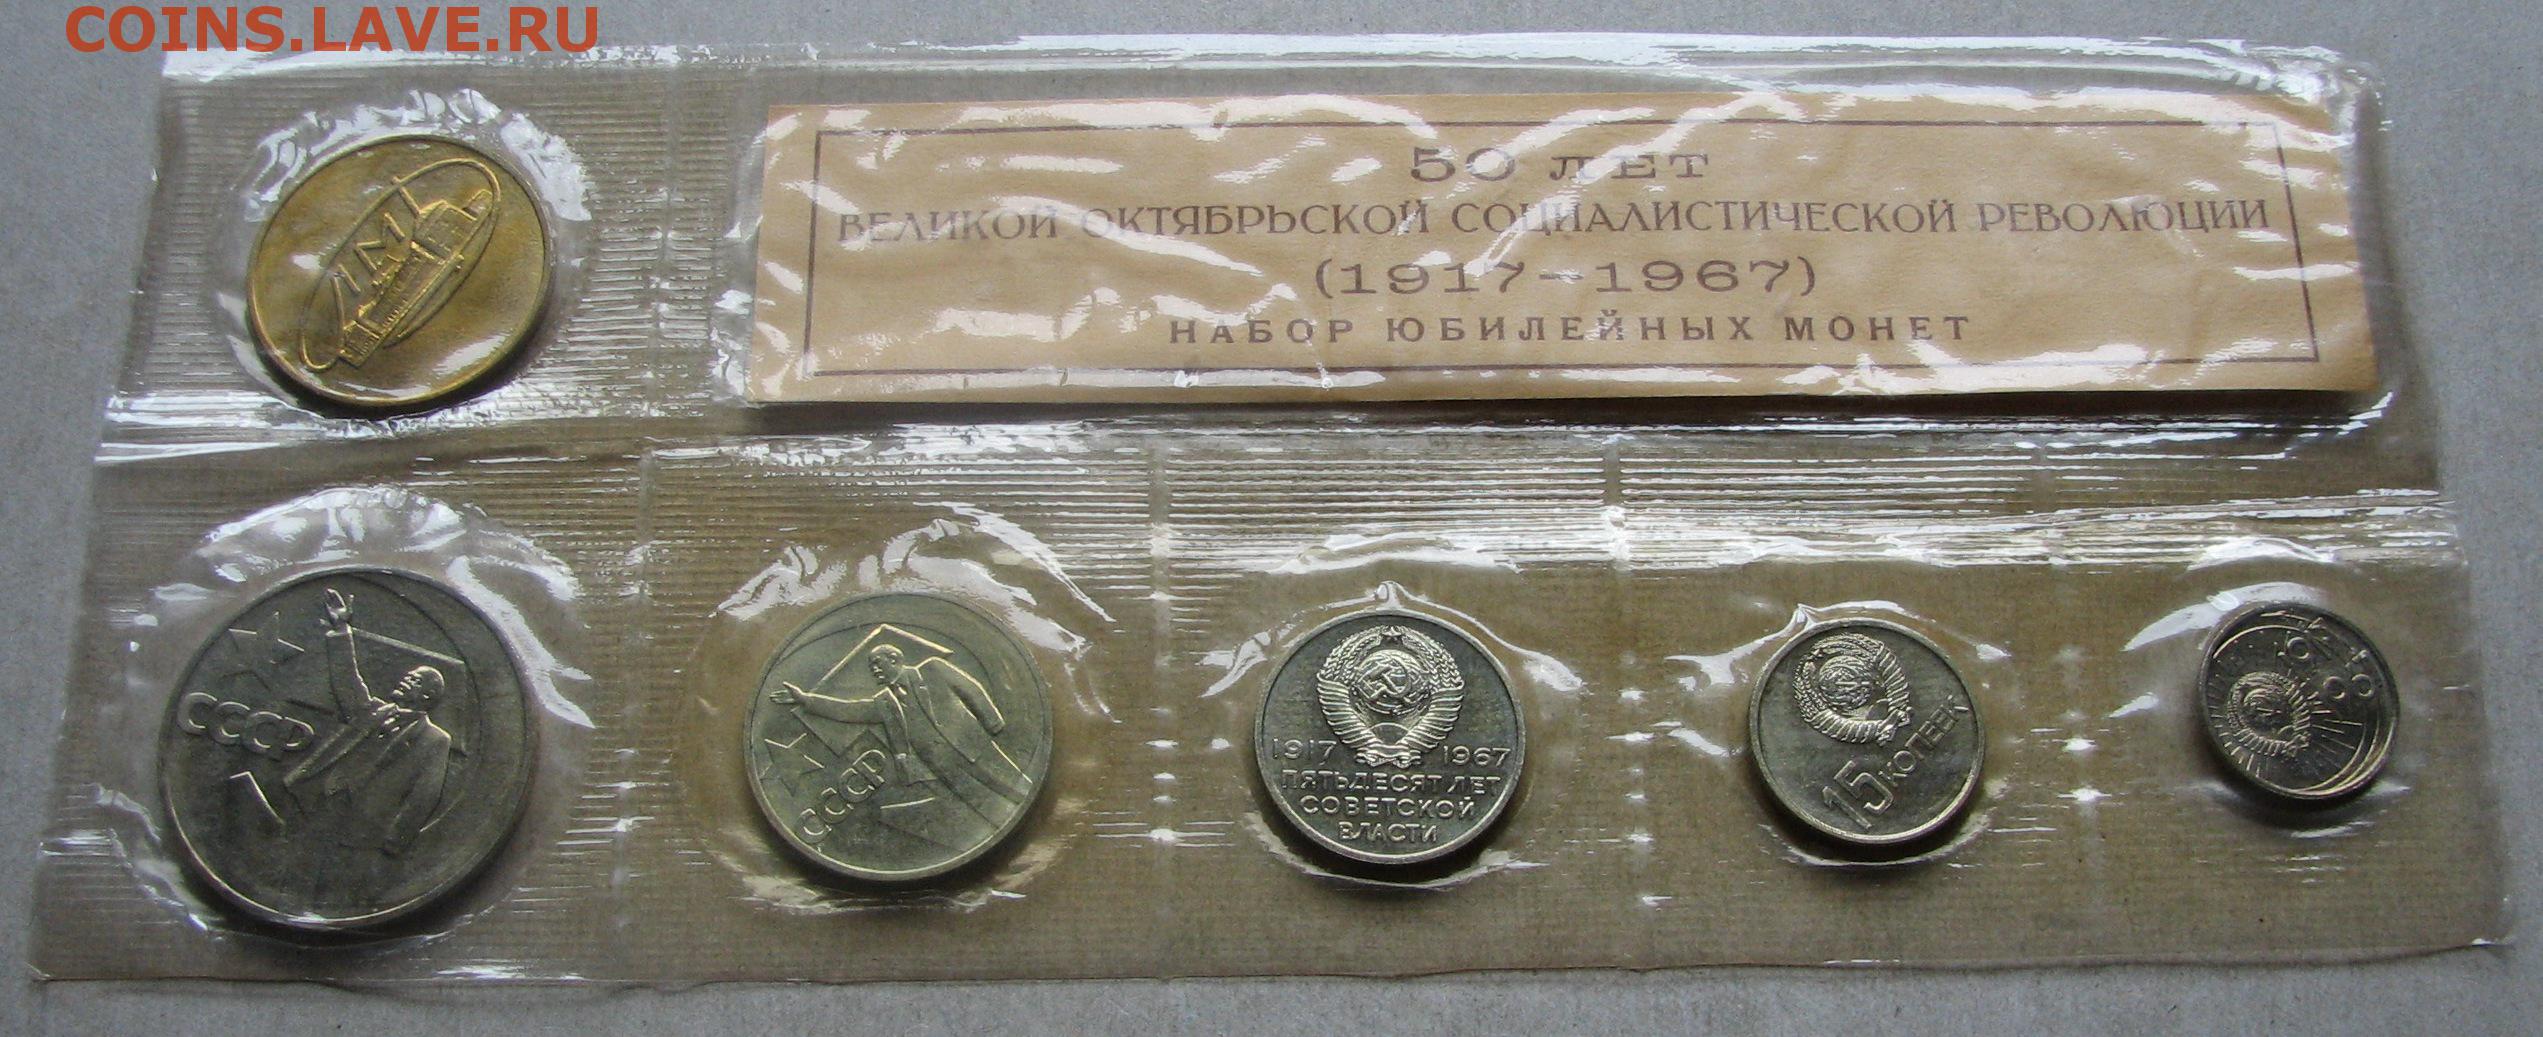 COINS.LAVE.RU
50 ЛЕТ
ВЕЛИКОЙ ОКТЯБРЬСКОЙ СОЦИАЛИСТИЧЕСКОЙ РЕВОЛЮЦИИ
(1917-1967)
НАБОР ЮБИЛЕЙНЫХ МОНЕТ
ЛМД
СССР
СССР
1917 1967
ПЯТЬДЕСЯТ ЛЕТ
СОВЕТСКОЙ
ВЛАСТИ
15 КОПЕЕК